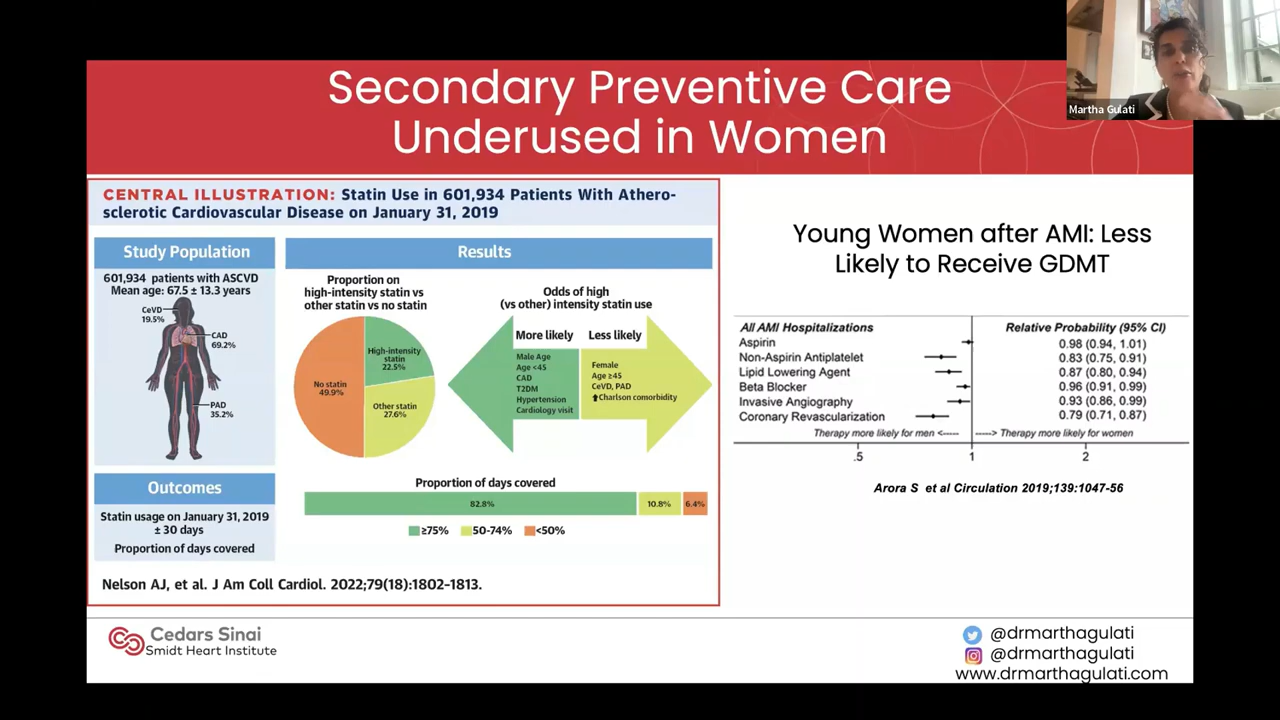 Martha Gulati
Secondary Preventive Care
Underused in Women
CENTRAL ILLUSTRATION: Statin Use in 601,934 Patients With Athero-
sclerotic Cardiovascular Disease on January 31, 2019
Study Population
601,934 patients with ASCVD
Mean age: 67.5 ± 13.3 years
CeVD
19.5%
CAD
69.2%
PAD
35.2%
Outcomes
Statin usage on January 31, 2019
± 30 days
Proportion of days covered
Results
Proportion on
high-intensity statin vs
other statin vs no statin
High-intensity
statin
22.5%
No statin
49.9%
Other statin
27.6%
Odds of high
(vs other) intensity statin use
More likely
Male Age
Age <45
CAD
T2DM
Hypertension
Cardiology visit
Less likely
Female
Age ≥45
CeVD, PAD
⬆Charlson comorbidity
Proportion of days covered
82.8% 10.8% 6.4%
≥75% 50-74% <50%
Nelson AJ, et al. J Am Coll Cardiol. 2022;79(18):1802-1813.
Young Women after AMI: Less
Likely to Receive GDMT
All AMI Hospitalizations Relative Probability (95% CI)
Aspirin 0.98 (0.94, 1.01)
Non-Aspirin Antiplatelet 0.83 (0.75, 0.91)
Lipid Lowering Agent 0.87 (0.80, 0.94)
Beta Blocker 0.96 (0.91, 0.99)
Invasive Angiography 0.93 (0.86, 0.99)
Coronary Revascularization 0.79 (0.71, 0.87)
Therapy more likely for men <----- -----> Therapy more likely for women
.5 1 2
Arora S et al Circulation 2019;139:1047-56
Cedars Sinai
Smidt Heart Institute
@drmarthagulati
@drmarthagulati
www.drmarthagulati.com